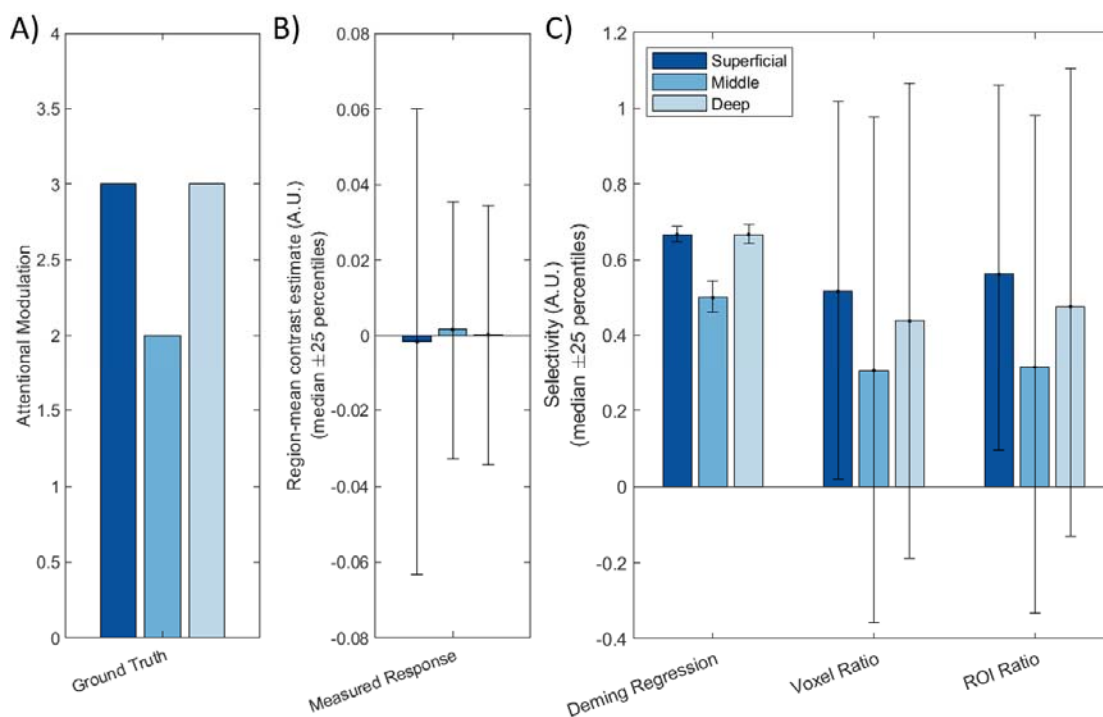 A)
4
3.5
3
2.5
2
1.5
1
0.5
0
Attentional Modulation
Ground Truth
B)
0.08
0.06
0.04
0.02
0
-0.02
-0.04
-0.06
-0.08
Region-mean contrast estimate (A.U.)
(median ±25 percentiles)
Measured Response
C)
1.2
1
0.8
0.6
0.4
0.2
0
-0.2
-0.4
Selectivity (A.U.)
(median ±25 percentiles)
Superficial
Middle
Deep
Deming Regression
Voxel Ratio
ROI Ratio